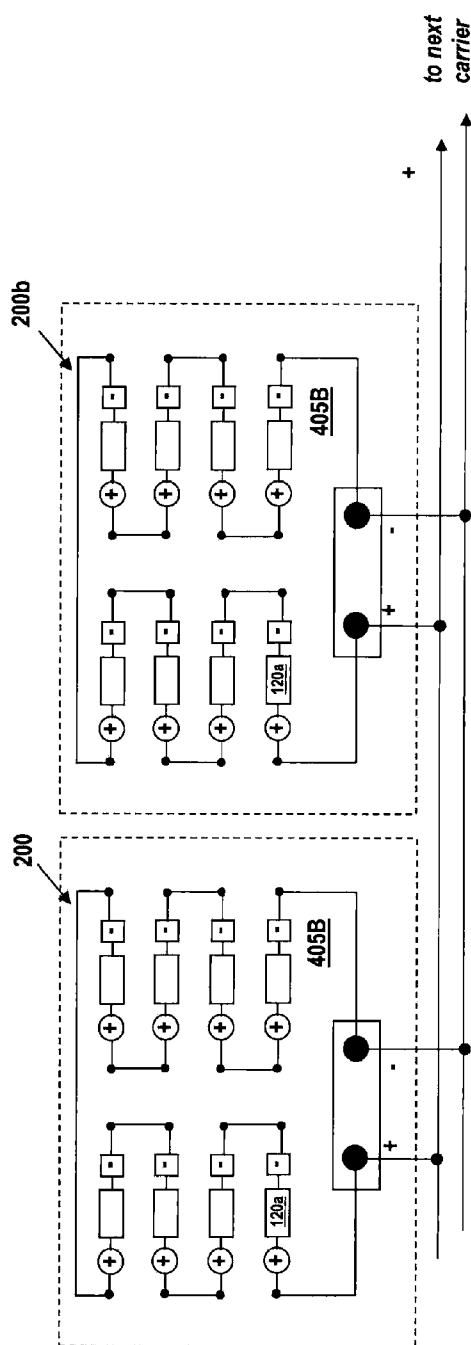 200 200b
+ - + - + - + -
+ - + - + - + -
+ - + - + - + -
+ 120a - + - + 120a - + -
405B 405B
+ - + -
+
to next
carrier